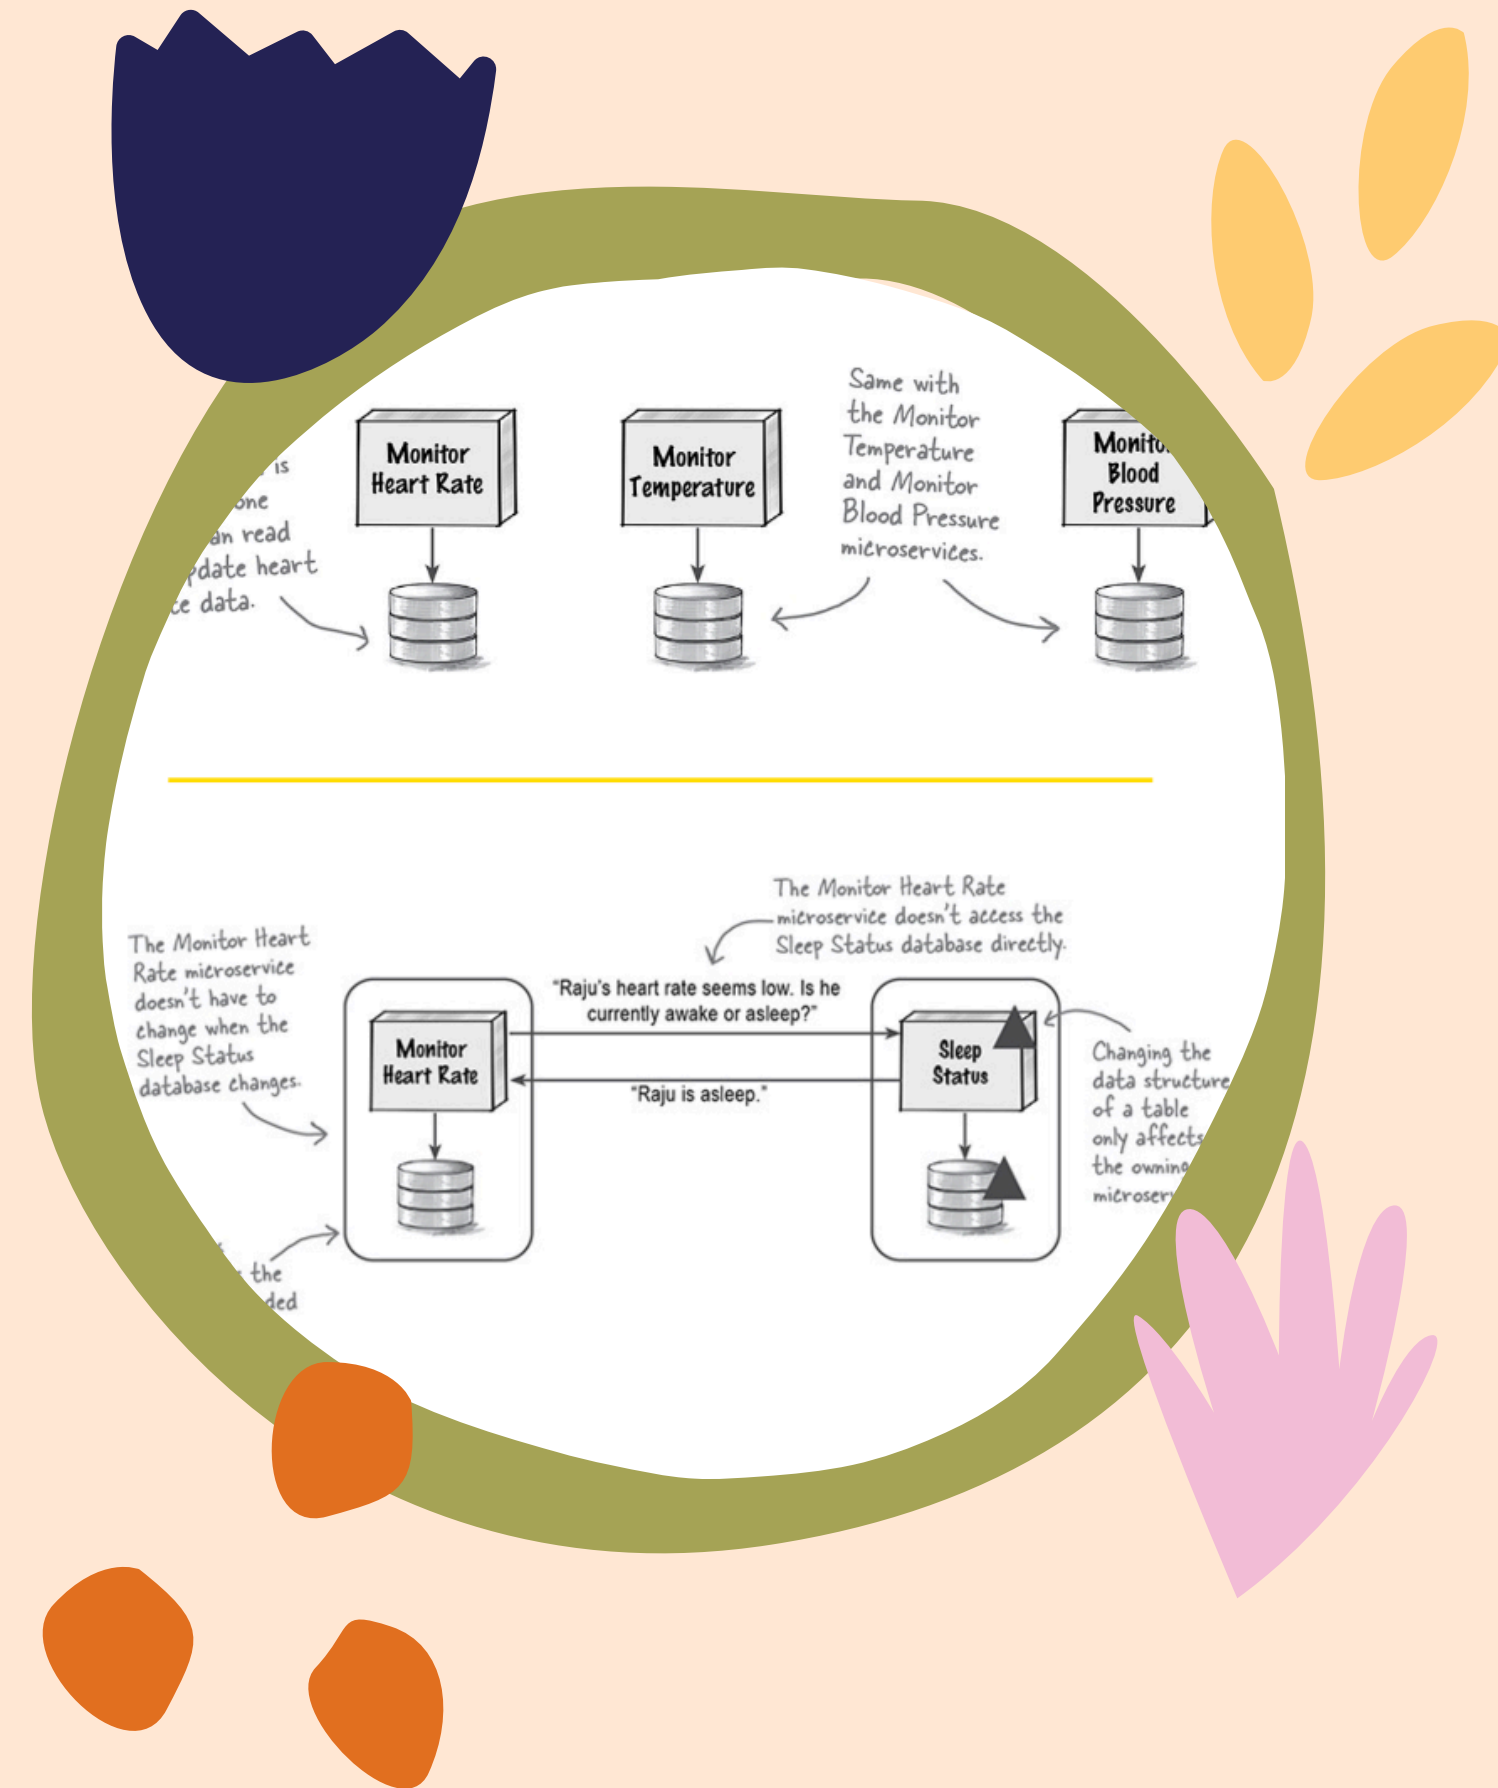 is
one
read
heart
data.
Monitor
Heart Rate
Monitor
Temperature
Same with
the Monitor
Temperature
and Monitor
Blood Pressure
microservices.
Blood
Pressure
The Monitor Heart Rate
microservice doesn't access the
Sleep Status database directly.
The Monitor Heart
Rate microservice
doesn't have to
change when the
Sleep Status
database changes.
"Raju's heart rate seems low. Is he
currently awake or asleep?"
Monitor
Heart Rate
"Raju is asleep."
Sleep
Status
Changing the
data structure
of a table
only affects
the owning
the